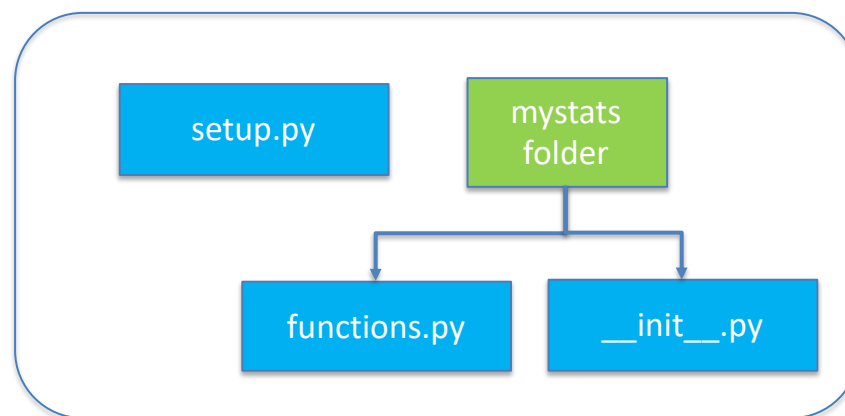 setup.py
mystats
folder
functions.py
__init__.py